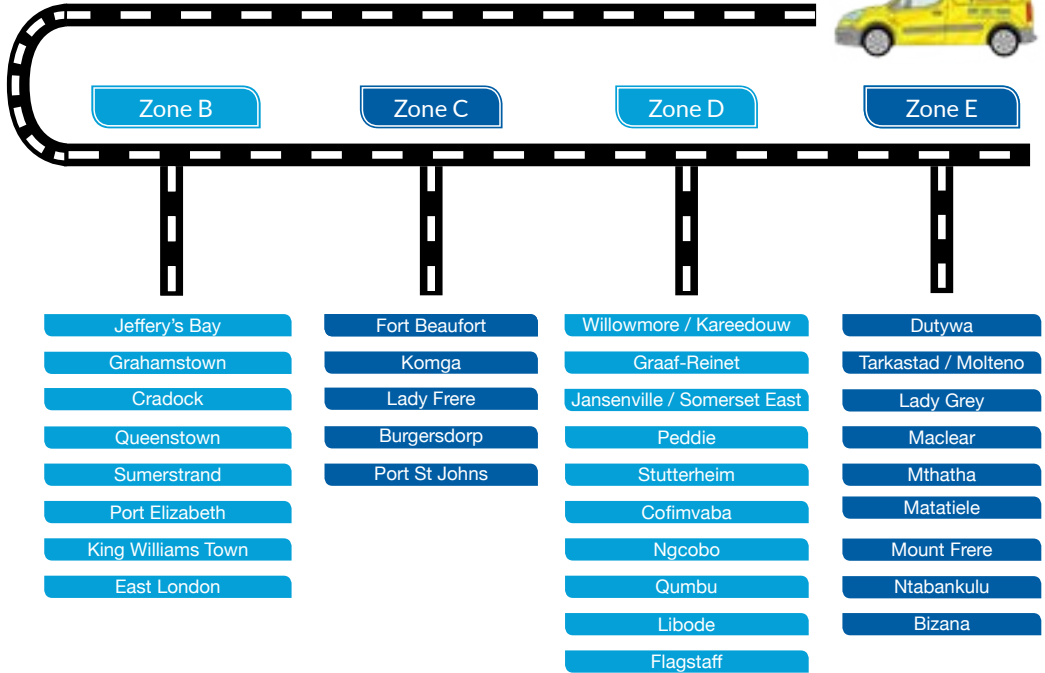 Zone B
Zone C
Zone D
Zone E
Jeffery's Bay
Grahamstown
Cradock
Queenstown
Sumerstrand
Port Elizabeth
King Williams Town
East London
Fort Beaufort
Komga
Lady Frere
Burgersdorp
Port St Johns
Willowmore / Kareedouw
Graaf-Reinet
Jansenville / Somerset East
Peddie
Stutterheim
Cofimvaba
Ngcobo
Qumbu
Libode
Flagstaff
Dutywa
Tarkastad / Molteno
Lady Grey
Maclear
Mthatha
Matatiele
Mount Frere
Ntabankulu
Bizana